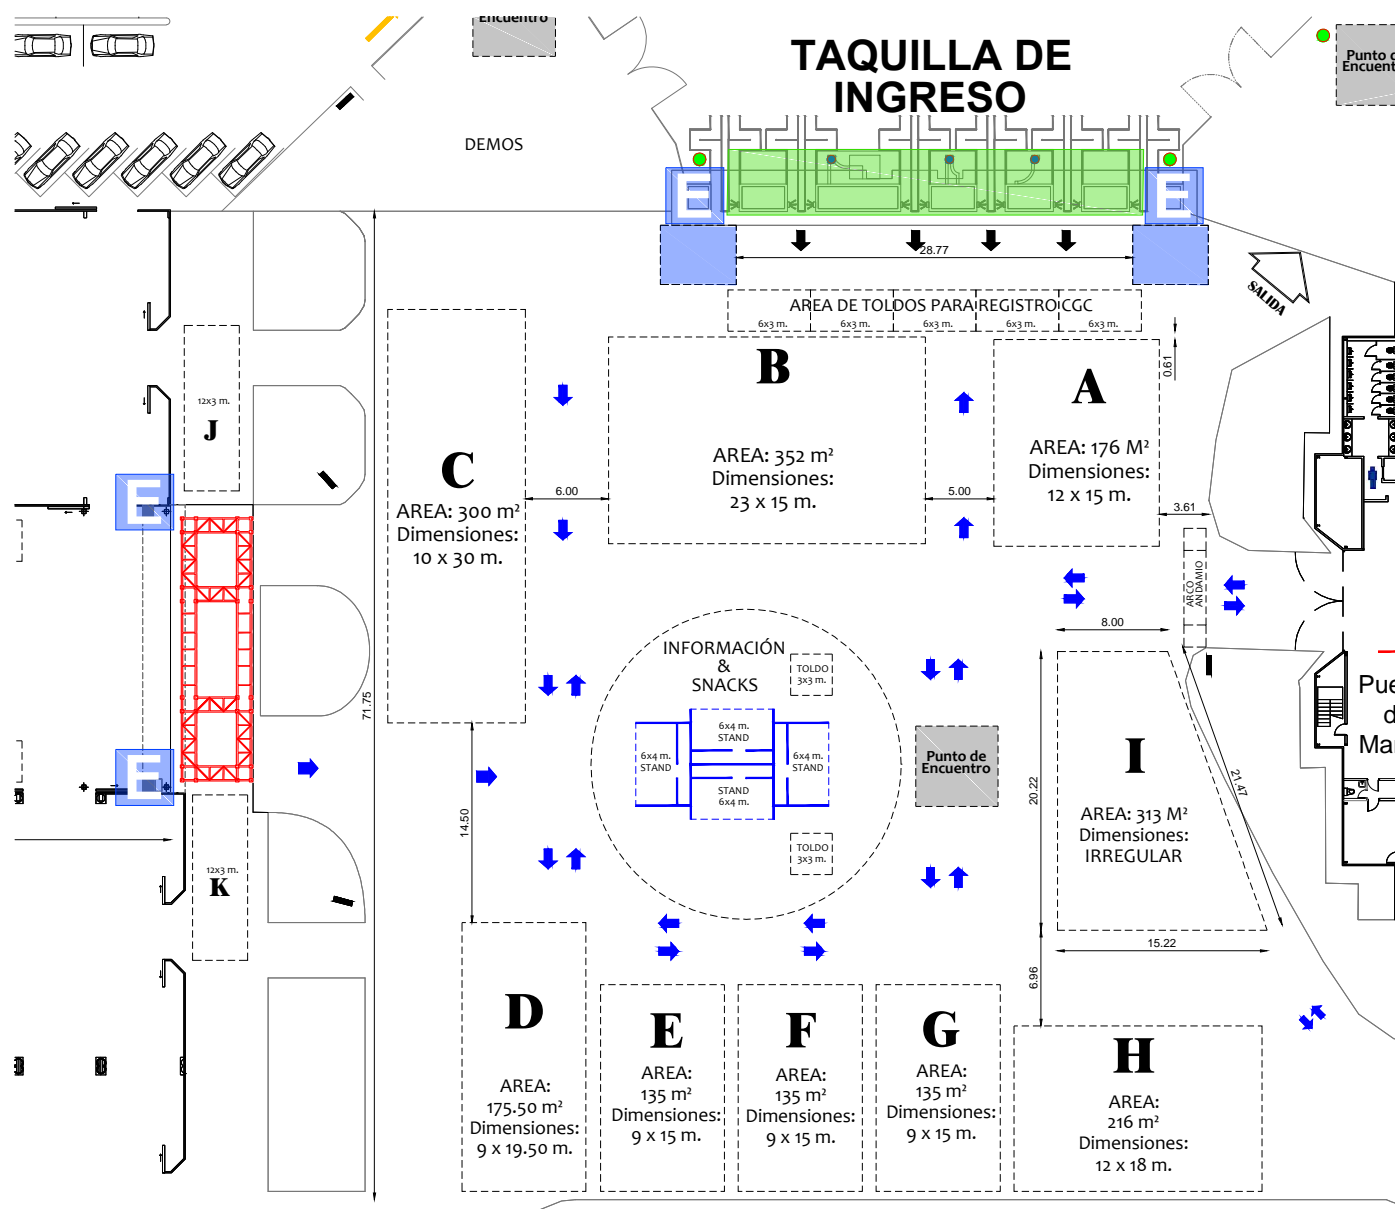 Encuentro
TAQUILLA DE
INGRESO
Punto
Encuent
DEMOS
E
E
28.77
SALIDA
AREA DE TOLDOS PARA REGISTRO CGC
6x3 m.
6x3 m.
6x3 m.
6x3 m.
6x3 m.
0.61
12x3 m.
J
C
AREA: 300 m²
Dimensiones:
10 x 30 m.
B
AREA: 352 m²
Dimensiones:
23 x 15 m.
A
AREA: 176 M²
Dimensiones:
12 x 15 m.
6.00
5.00
3.61
E
ARCO
ANDAMIO
8.00
INFORMACIÓN
&
SNACKS
TOLDO
3x3 m.
6x4 m.
STAND
6x4 m.
STAND
6x4 m.
STAND
STAND
6x4 m.
TOLDO
3x3 m.
Punto de
Encuentro
71.75
E
14.50
20.22
I
AREA: 313 M²
Dimensiones:
IRREGULAR
21.47
Pue
d
Ma
12x3 m.
K
15.22
6.96
D
AREA:
175.50 m²
Dimensiones:
9 x 19.50 m.
E
AREA:
135 m²
Dimensiones:
9 x 15 m.
F
AREA:
135 m²
Dimensiones:
9 x 15 m.
G
AREA:
135 m²
Dimensiones:
9 x 15 m.
H
AREA:
216 m²
Dimensiones:
12 x 18 m.